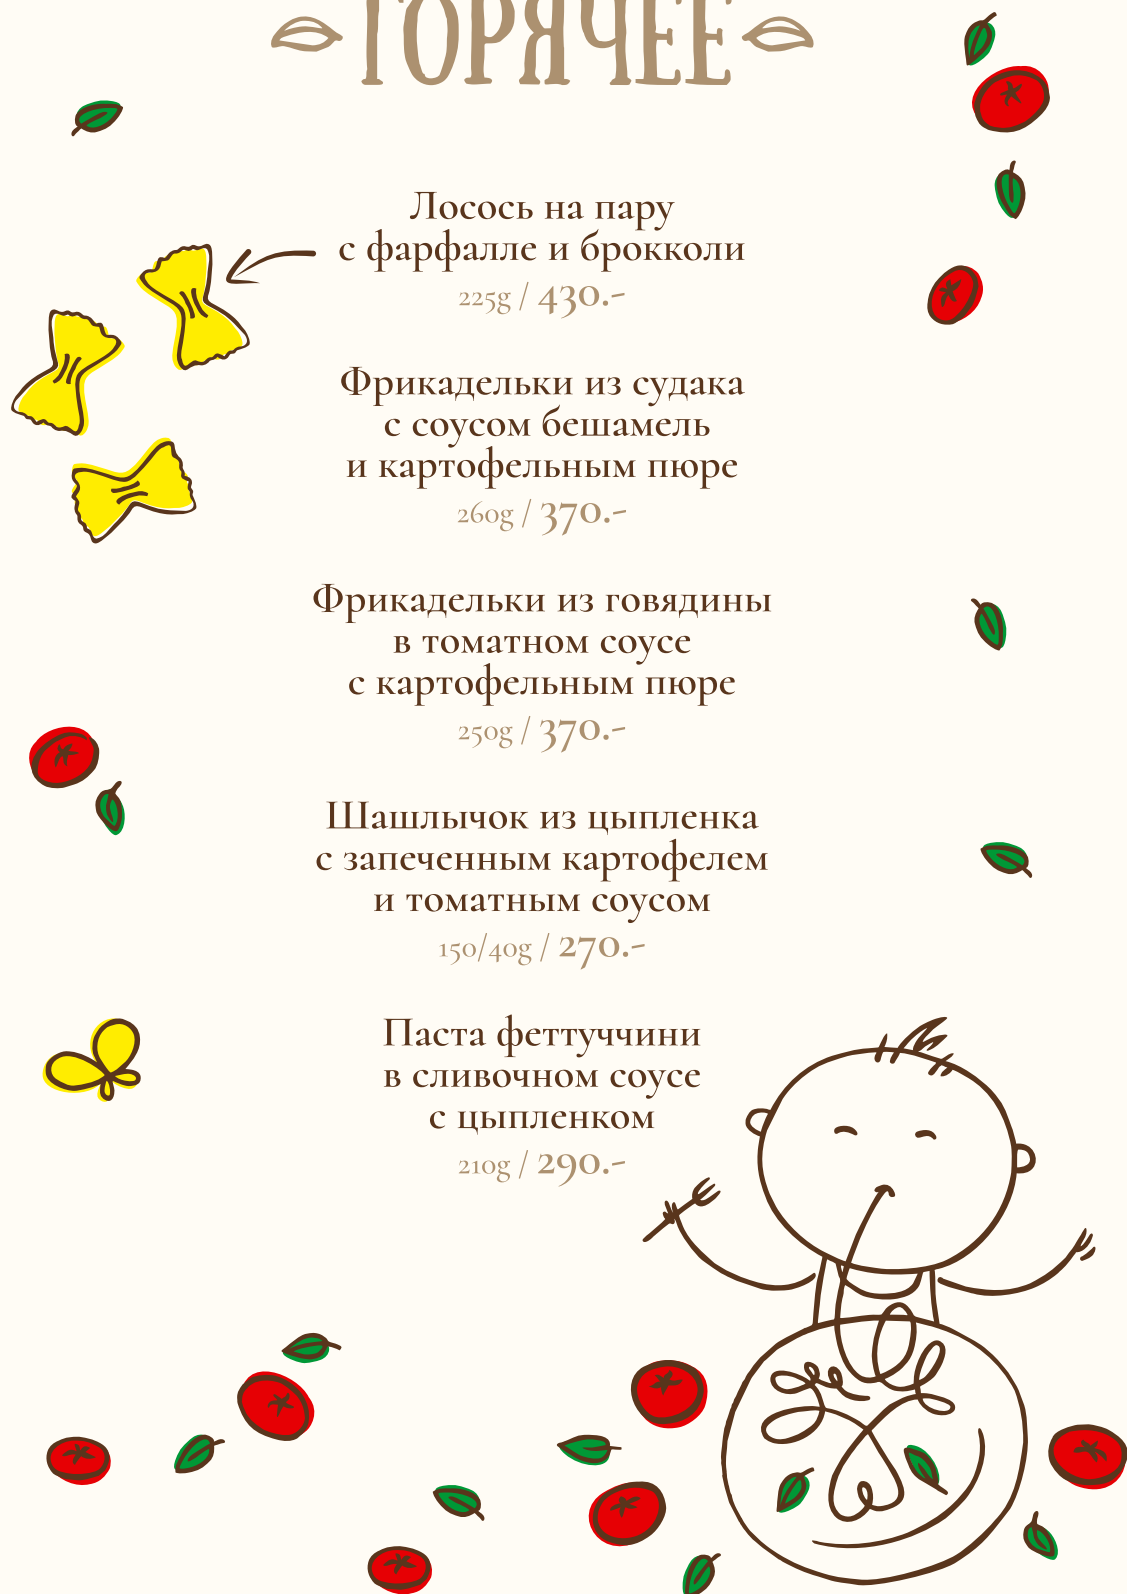 ГОРЯЧЕЕ
Лосось на пару
с фарфалле и брокколи
225g / 430.-
Фрикадельки из судака
с соусом бешамель
и картофельным пюре
260g / 370.-
Фрикадельки из говядины
в томатном соусе
с картофельным пюре
250g / 370.-
Шашлычок из цыпленка
с запеченным картофелем
и томатным соусом
150/40g / 270.-
Паста феттуччини
в сливочном соусе
с цыпленком
210g / 290.-